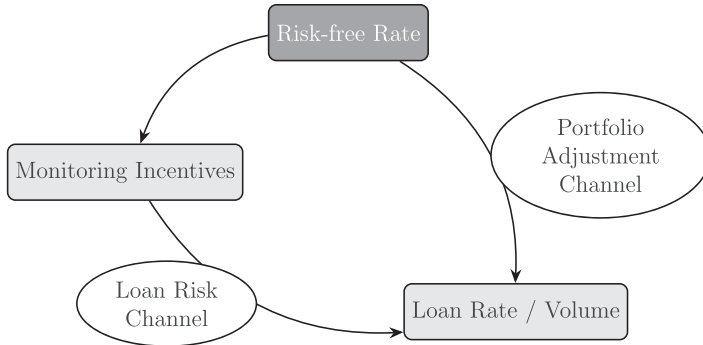 Risk-free Rate
Portfolio
Adjustment
Channel
Monitoring Incentives
Loan Risk
Channel
Loan Rate / Volume